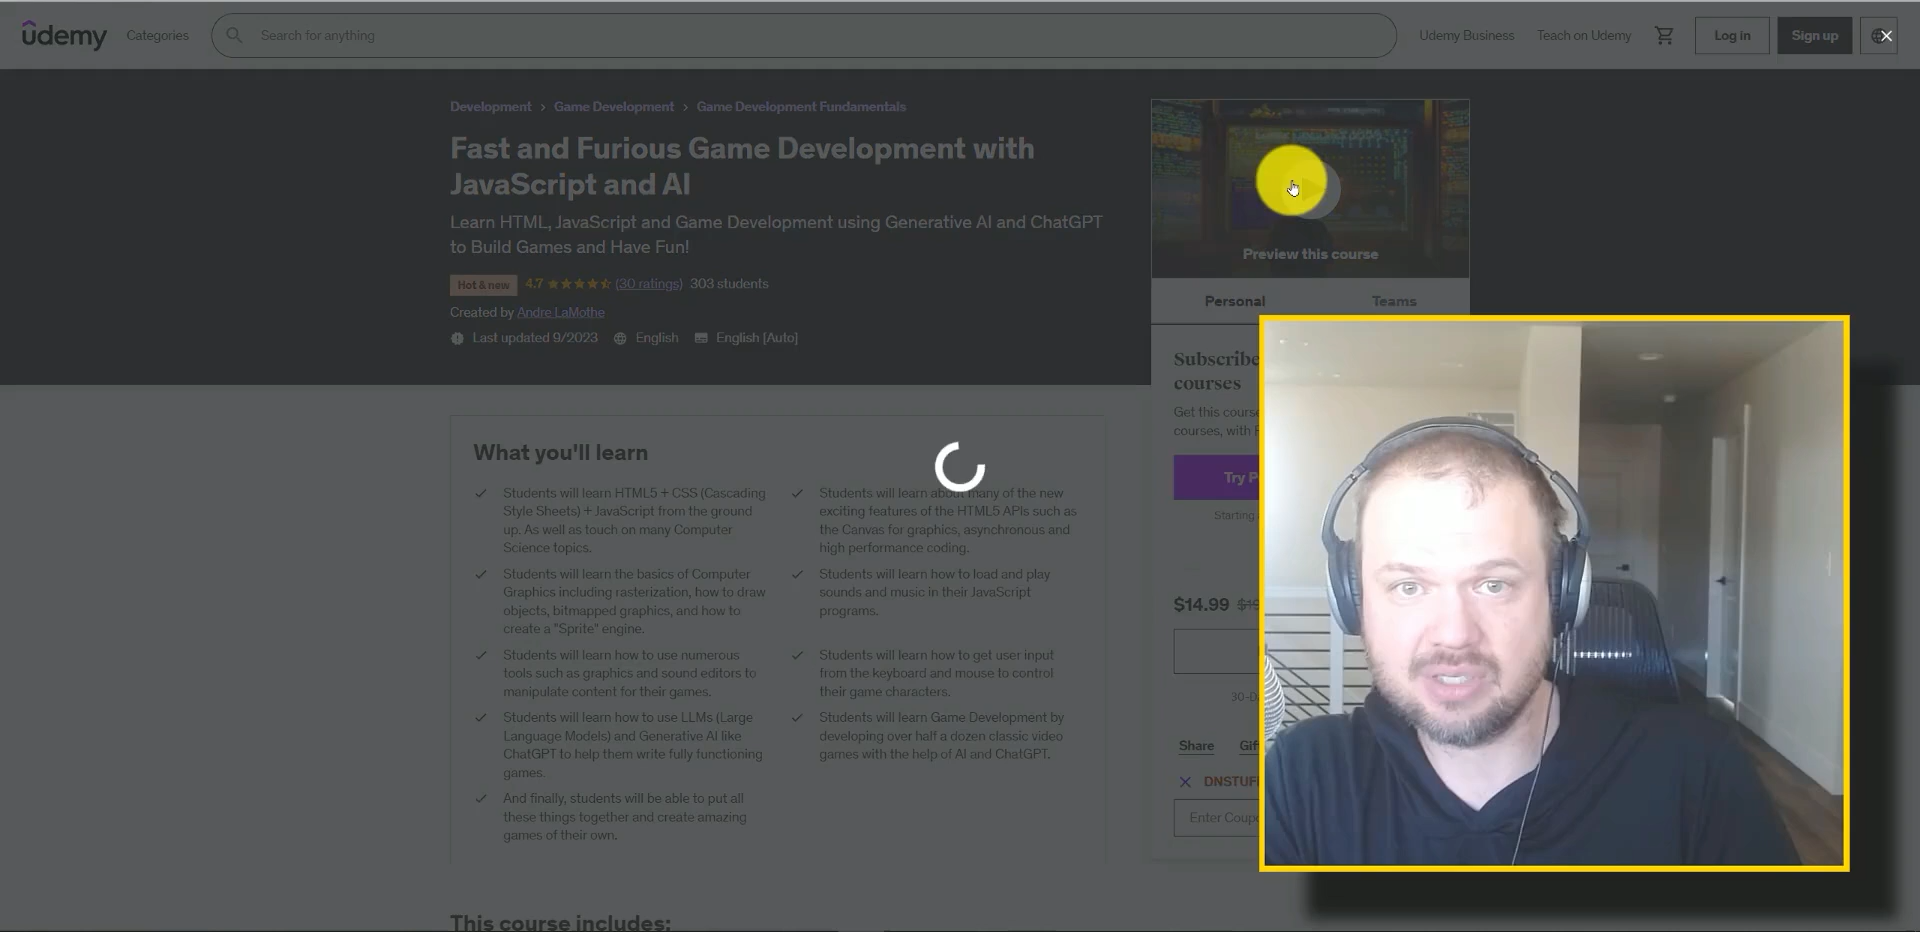 udemy
Categories
Search for anything
Udemy Business
Teach on Udemy
Log in
Sign up
Development > Game Development > Game Development Fundamentals
Fast and Furious Game Development with
JavaScript and AI
Learn HTML, JavaScript and Game Development using Generative AI and ChatGPT
to Build Games and Have Fun!
Hot & new 4.7 (30 ratings) 303 students
Created by Andre LaMothe
Last updated 9/2023 English English [Auto]
Preview this course
Personal
Teams
Subscribe
courses
Get this course
courses, with
Try
Starting
$14.99
Share
DNSTUF
What you'll learn
Students will learn HTML5 + CSS (Cascading
Style Sheets) + JavaScript from the ground
up. As well as touch on many Computer
Science topics.
Students will learn about many of the new
exciting features of the HTML5 APIs such as
the Canvas for graphics, asynchronous and
high performance coding.
Students will learn the basics of Computer
Graphics including rasterization, how to draw
objects, bitmapped graphics, and how to
create a "Sprite" engine.
Students will learn how to load and play
sounds and music in their JavaScript
programs.
Students will learn how to use numerous
tools such as graphics and sound editors to
manipulate content for their games.
Students will learn how to get user input
from the keyboard and mouse to control
their game characters.
Students will learn how to use LLMs (Large
Language Models) and Generative AI like
ChatGPT to help them write fully functioning
games.
Students will learn Game Development by
developing over half a dozen classic video
games with the help of AI and ChatGPT.
And finally, students will be able to put all
these things together and create amazing
games of their own.
Enter Coup
This course includes: